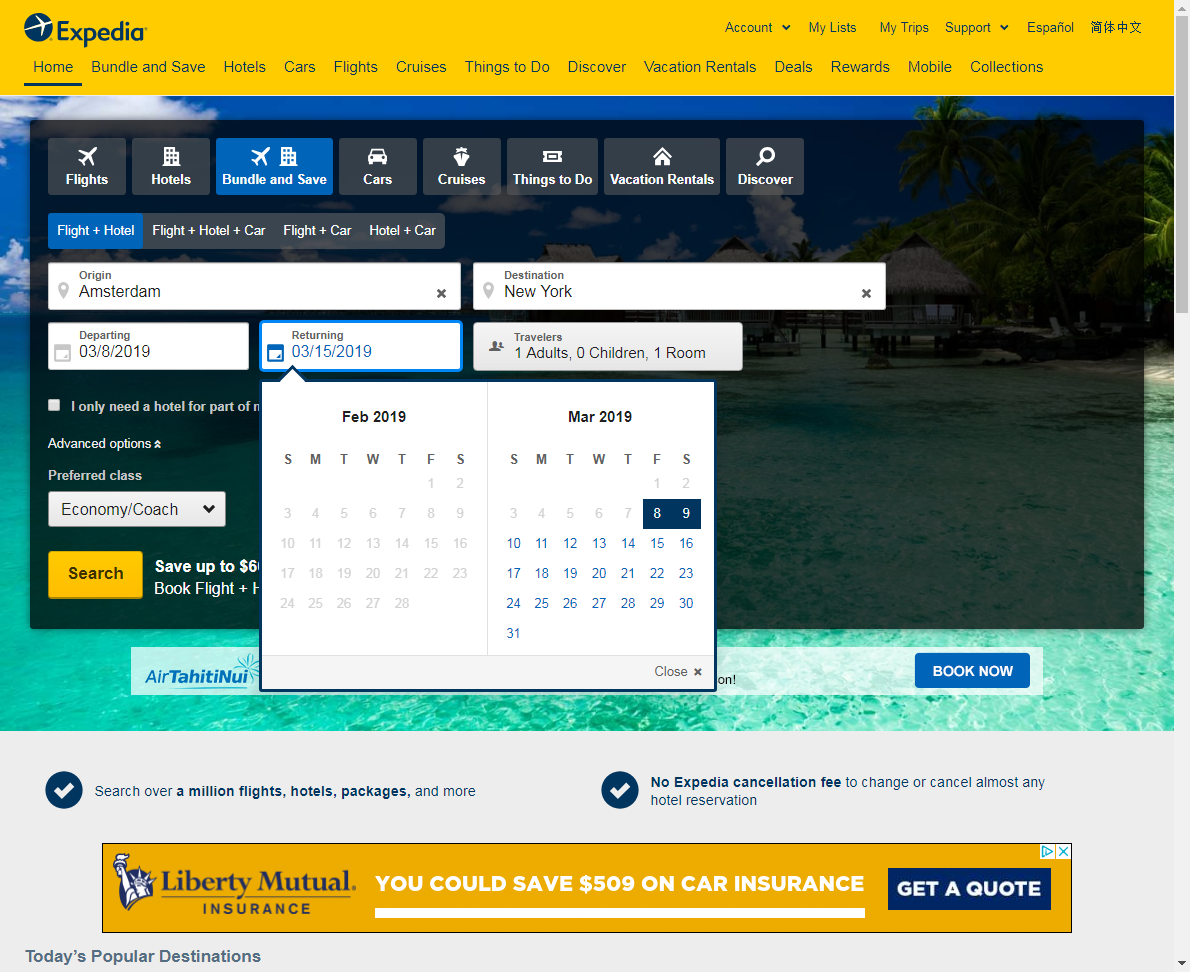 Expedia
Account
My Lists
My Trips
Support
Español
简体中文
Home
Bundle and Save
Hotels
Cars
Flights
Cruises
Things to Do
Discover
Vacation Rentals
Deals
Rewards
Mobile
Collections
Flights
Hotels
Bundle and Save
Cars
Cruises
Things to Do
Vacation Rentals
Discover
Flight + Hotel
Flight + Hotel + Car
Flight + Car
Hotel + Car
Origin
Amsterdam
Destination
New York
Departing
03/8/2019
Returning
03/15/2019
Travelers
1 Adults, 0 Children, 1 Room
I only need a hotel for part of
Advanced options
Preferred class
Economy/Coach
Search
Save up to $6
Book Flight + H
Feb 2019
S M T W T F S
1 2
3 4 5 6 7 8 9
10 11 12 13 14 15 16
17 18 19 20 21 22 23
24 25 26 27 28
Mar 2019
S M T W T F S
1 2
3 4 5 6 7 8 9
10 11 12 13 14 15 16
17 18 19 20 21 22 23
24 25 26 27 28 29 30
31
Close
AirTahitiNui
on!
BOOK NOW
Search over a million flights, hotels, packages, and more
No Expedia cancellation fee to change or cancel almost any
hotel reservation
Liberty Mutual.
INSURANCE
YOU COULD SAVE $509 ON CAR INSURANCE
GET A QUOTE
Today's Popular Destinations